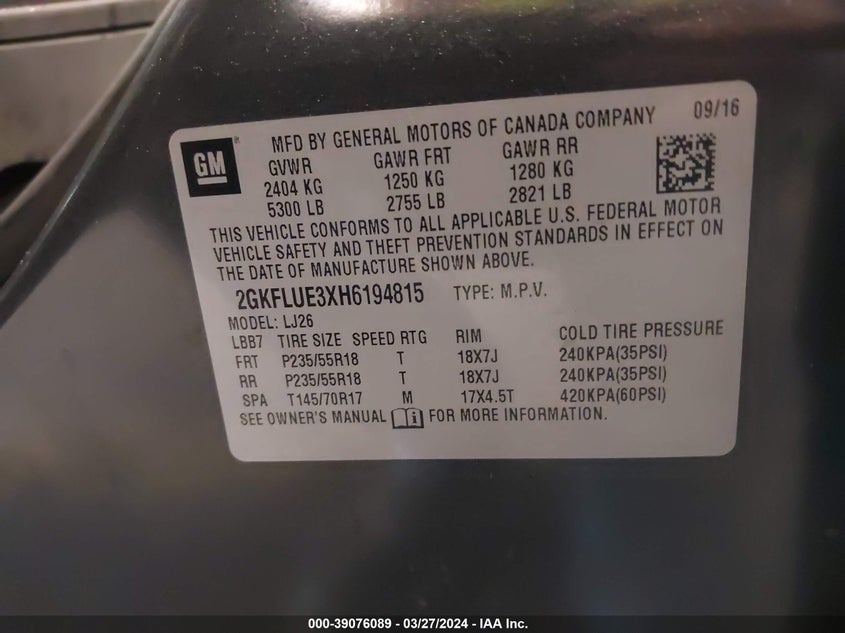 MFD BY GENERAL MOTORS OF CANADA COMPANY 09/16
GM
GVWR GAWR FRT GAWR RR
2404 KG 1250 KG 1280 KG
5300 LB 2755 LB 2821 LB
THIS VEHICLE CONFORMS TO ALL APPLICABLE U.S. FEDERAL MOTOR
VEHICLE SAFETY AND THEFT PREVENTION STANDARDS IN EFFECT ON
THE DATE OF MANUFACTURE SHOWN ABOVE.
2GKFLUE3XH6194815 TYPE: M.P.V.
MODEL: LJ26
LBB7 TIRE SIZE SPEED RTG RIM COLD TIRE PRESSURE
FRT P235/55R18 T 18X7J 240KPA(35PSI)
RR P235/55R18 T 18X7J 240KPA(35PSI)
SPA T145/70R17 M 17X4.5T 420KPA(60PSI)
SEE OWNER'S MANUAL FOR MORE INFORMATION.
000-39076089 - 03/27/2024 - IAA Inc.